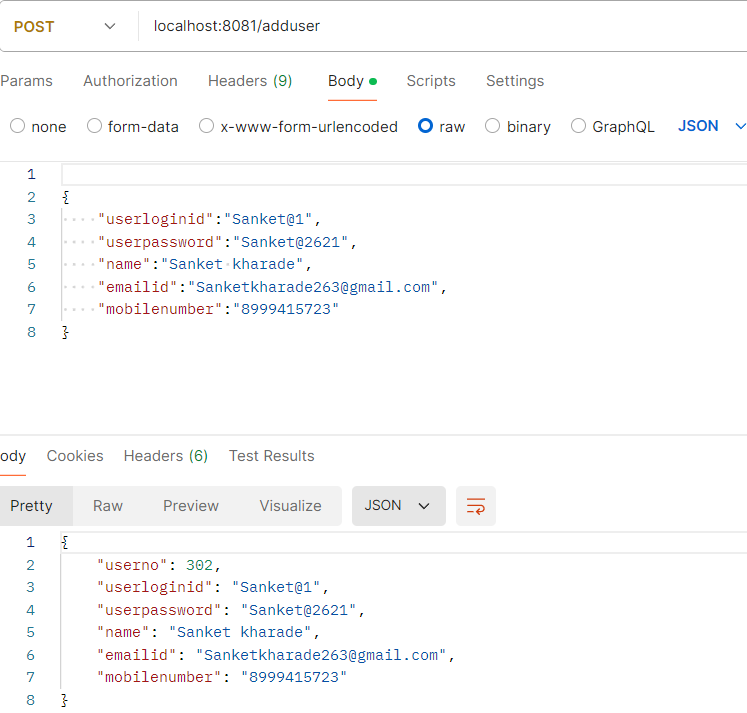 POST localhost:8081/adduser
Params Authorization Headers (9) Body Scripts Settings
none form-data x-www-form-urlencoded raw binary GraphQL JSON
1
2 {
3 "userloginid":"Sanket@1",
4 "userpassword":"Sanket@2621",
5 "name":"Sanket kharade",
6 "emailid":"Sanketkharade263@gmail.com",
7 "mobilenumber":"8999415723"
8 }
ody Cookies Headers (6) Test Results
Pretty Raw Preview Visualize JSON
1 {
2 "userno": 302,
3 "userloginid": "Sanket@1",
4 "userpassword": "Sanket@2621",
5 "name": "Sanket kharade",
6 "emailid": "Sanketkharade263@gmail.com",
7 "mobilenumber": "8999415723"
8 }